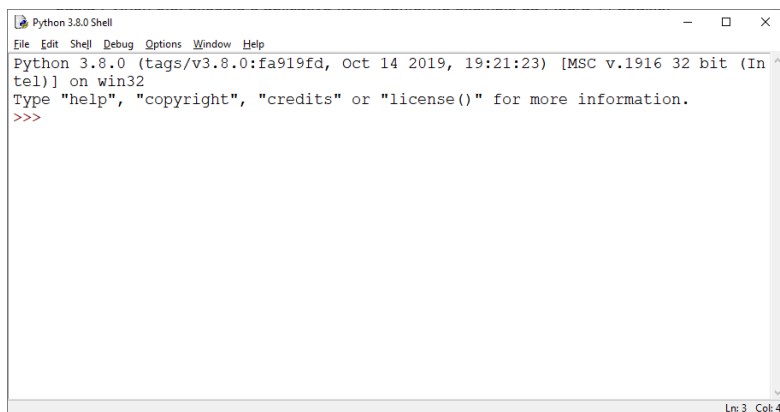 Python 3.8.0 Shell
File Edit Shell Debug Options Window Help
Python 3.8.0 (tags/v3.8.0:fa919fd, Oct 14 2019, 19:21:23) [MSC v.1916 32 bit (In
tel)] on win32
Type "help", "copyright", "credits" or "license()" for more information.
>>>
Ln: 3 Col: 4